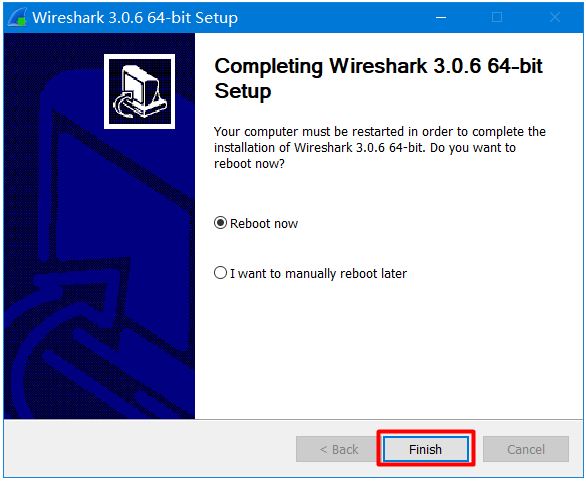 Wireshark 3.0.6 64-bit Setup
Completing Wireshark 3.0.6 64-bit
Setup
Your computer must be restarted in order to complete the
installation of Wireshark 3.0.6 64-bit. Do you want to
reboot now?
Reboot now
I want to manually reboot later
< Back
Finish
Cancel